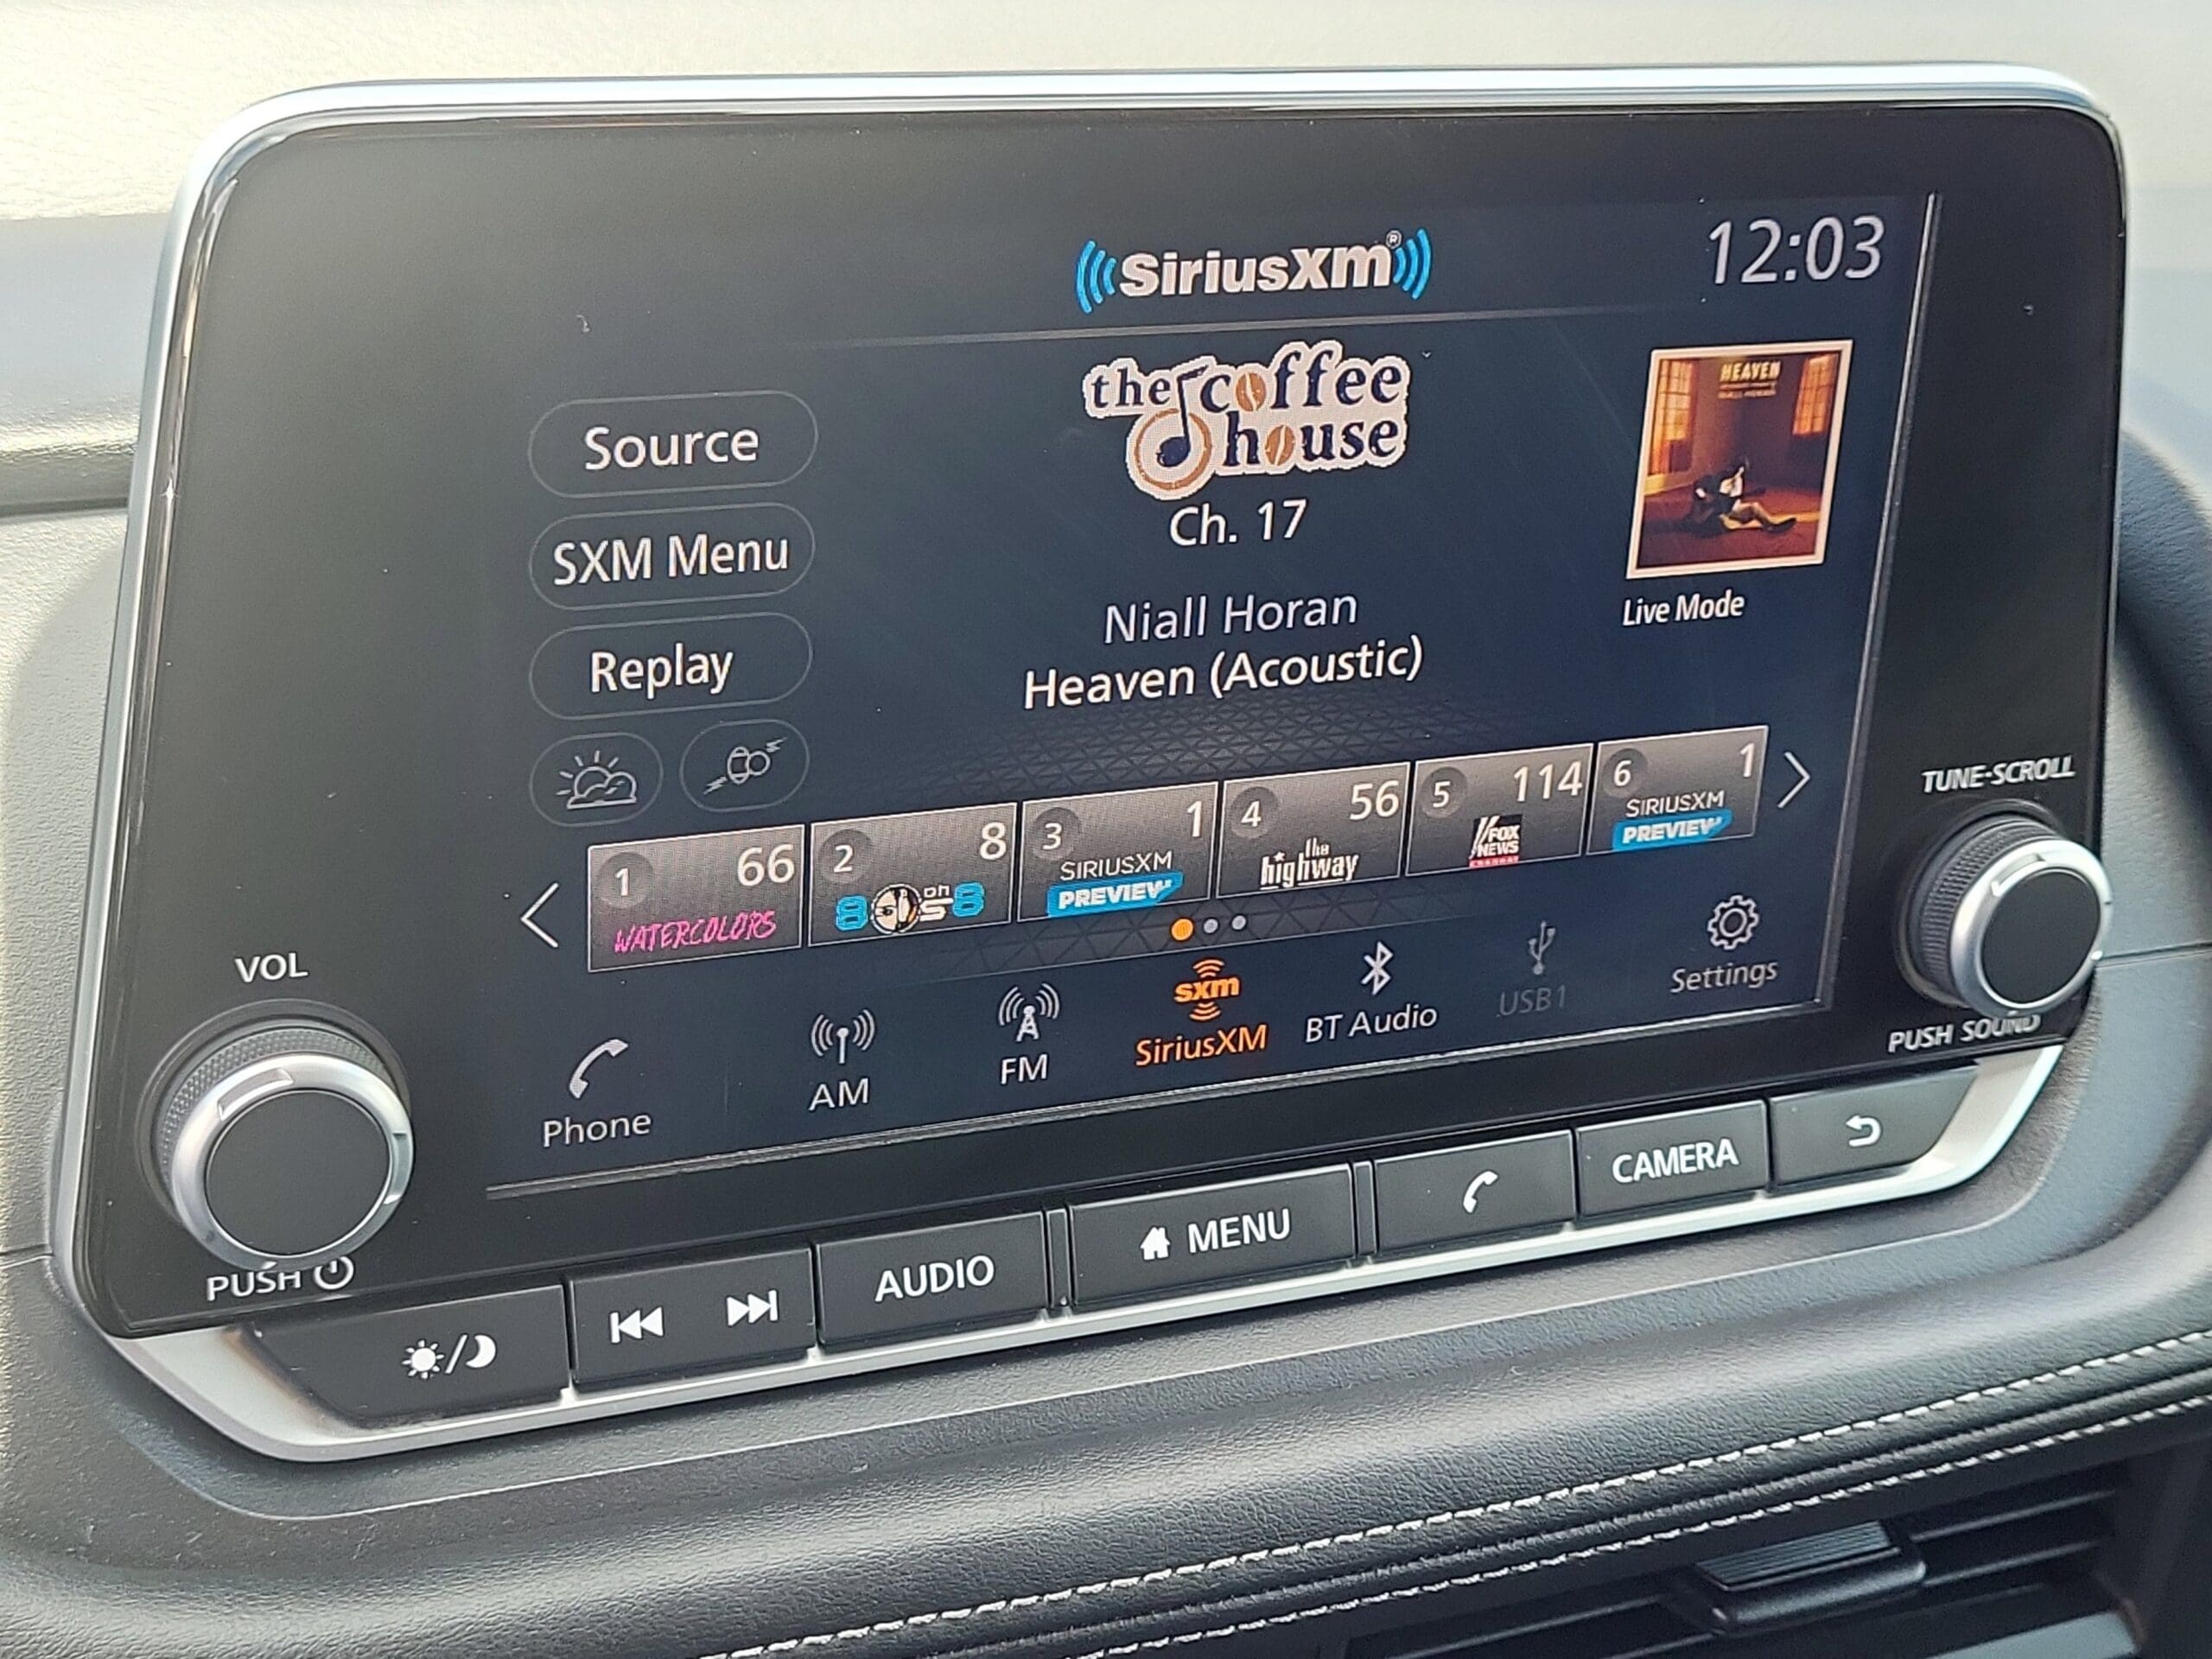 SiriusXM®
12:03
the coffee
house
Ch. 17
HEAVEN
Live Mode
Source
SXM Menu
Replay
Niall Horan
Heaven (Acoustic)
1 66
WATERCOLORS
2 8
80s on 8
3 1
SIRIUSXM
PREVIEW
4 56
the
highway
5 114
FOX
NEWS
channel
6 1
SIRIUSXM
PREVIEW
Phone
AM
FM
sxm
SiriusXM
BT Audio
USB1
Settings
VOL
PUSH
TUNE·SCROLL
PUSH SOUND
AUDIO
MENU
CAMERA